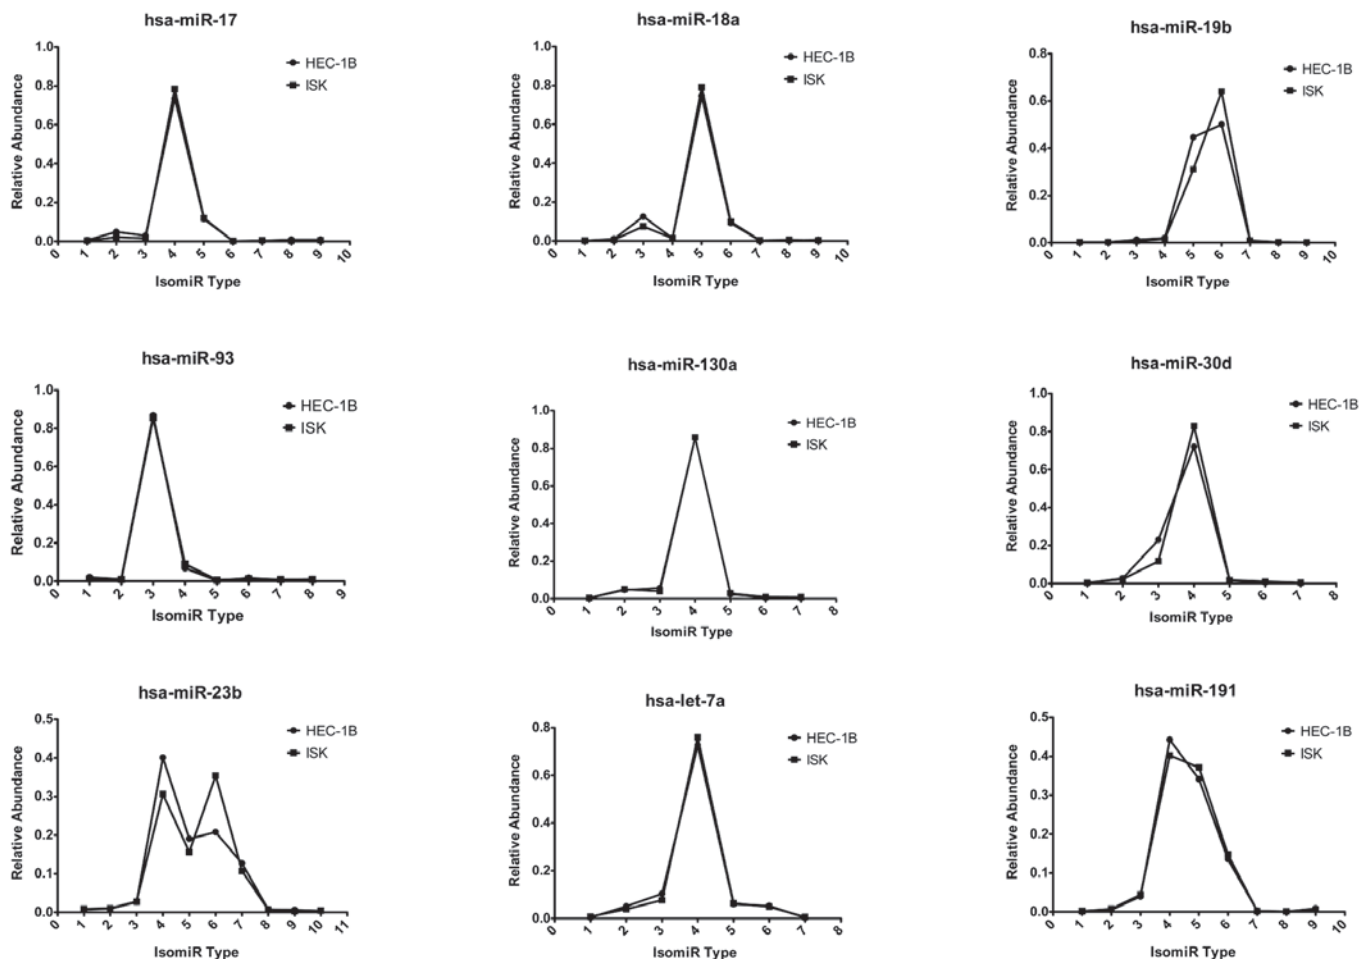 hsa-miR-17
Relative Abundance
1.0
0.8
0.6
0.4
0.2
0.0
HEC-1B
ISK
0 1 2 3 4 5 6 7 8 9 10
IsomiR Type
hsa-miR-18a
Relative Abundance
1.0
0.8
0.6
0.4
0.2
0.0
HEC-1B
ISK
0 1 2 3 4 5 6 7 8 9 10
IsomiR Type
hsa-miR-19b
Relative Abundance
0.8
0.6
0.4
0.2
0.0
HEC-1B
ISK
0 1 2 3 4 5 6 7 8 9 10
IsomiR Type
hsa-miR-93
Relative Abundance
1.0
0.8
0.6
0.4
0.2
0.0
HEC-1B
ISK
0 1 2 3 4 5 6 7 8 9
IsomiR Type
hsa-miR-130a
Relative Abundance
1.0
0.8
0.6
0.4
0.2
0.0
HEC-1B
ISK
0 1 2 3 4 5 6 7 8
IsomiR Type
hsa-miR-30d
Relative Abundance
1.0
0.8
0.6
0.4
0.2
0.0
HEC-1B
ISK
0 1 2 3 4 5 6 7 8
IsomiR Type
hsa-miR-23b
Relative Abundance
0.5
0.4
0.3
0.2
0.1
0.0
HEC-1B
ISK
0 1 2 3 4 5 6 7 8 9 10 11
IsomiR Type
hsa-let-7a
Relative Abundance
0.8
0.6
0.4
0.2
0.0
HEC-1B
ISK
0 1 2 3 4 5 6 7 8
IsomiR Type
hsa-miR-191
Relative Abundance
0.5
0.4
0.3
0.2
0.1
0.0
HEC-1B
ISK
0 1 2 3 4 5 6 7 8 9 10
IsomiR Type